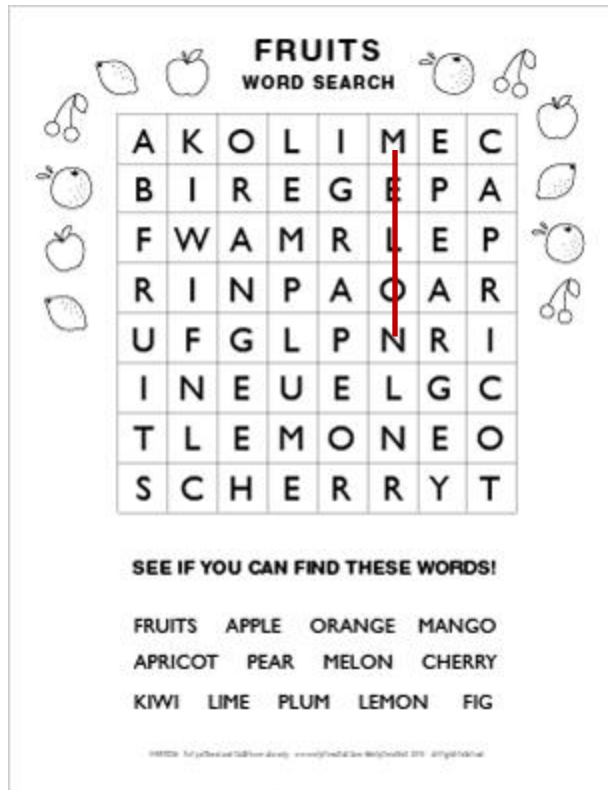 FRUITS
WORD SEARCH
A K O L I M E C
B I R E G E P A
F W A M R L E P
R I N P A O A R
U F G L P N R I
I N E U E L G C
T L E M O N E O
S C H E R R Y T
SEE IF YOU CAN FIND THESE WORDS!
FRUITS APPLE ORANGE MANGO
APRICOT PEAR MELON CHERRY
KIWI LIME PLUM LEMON FIG